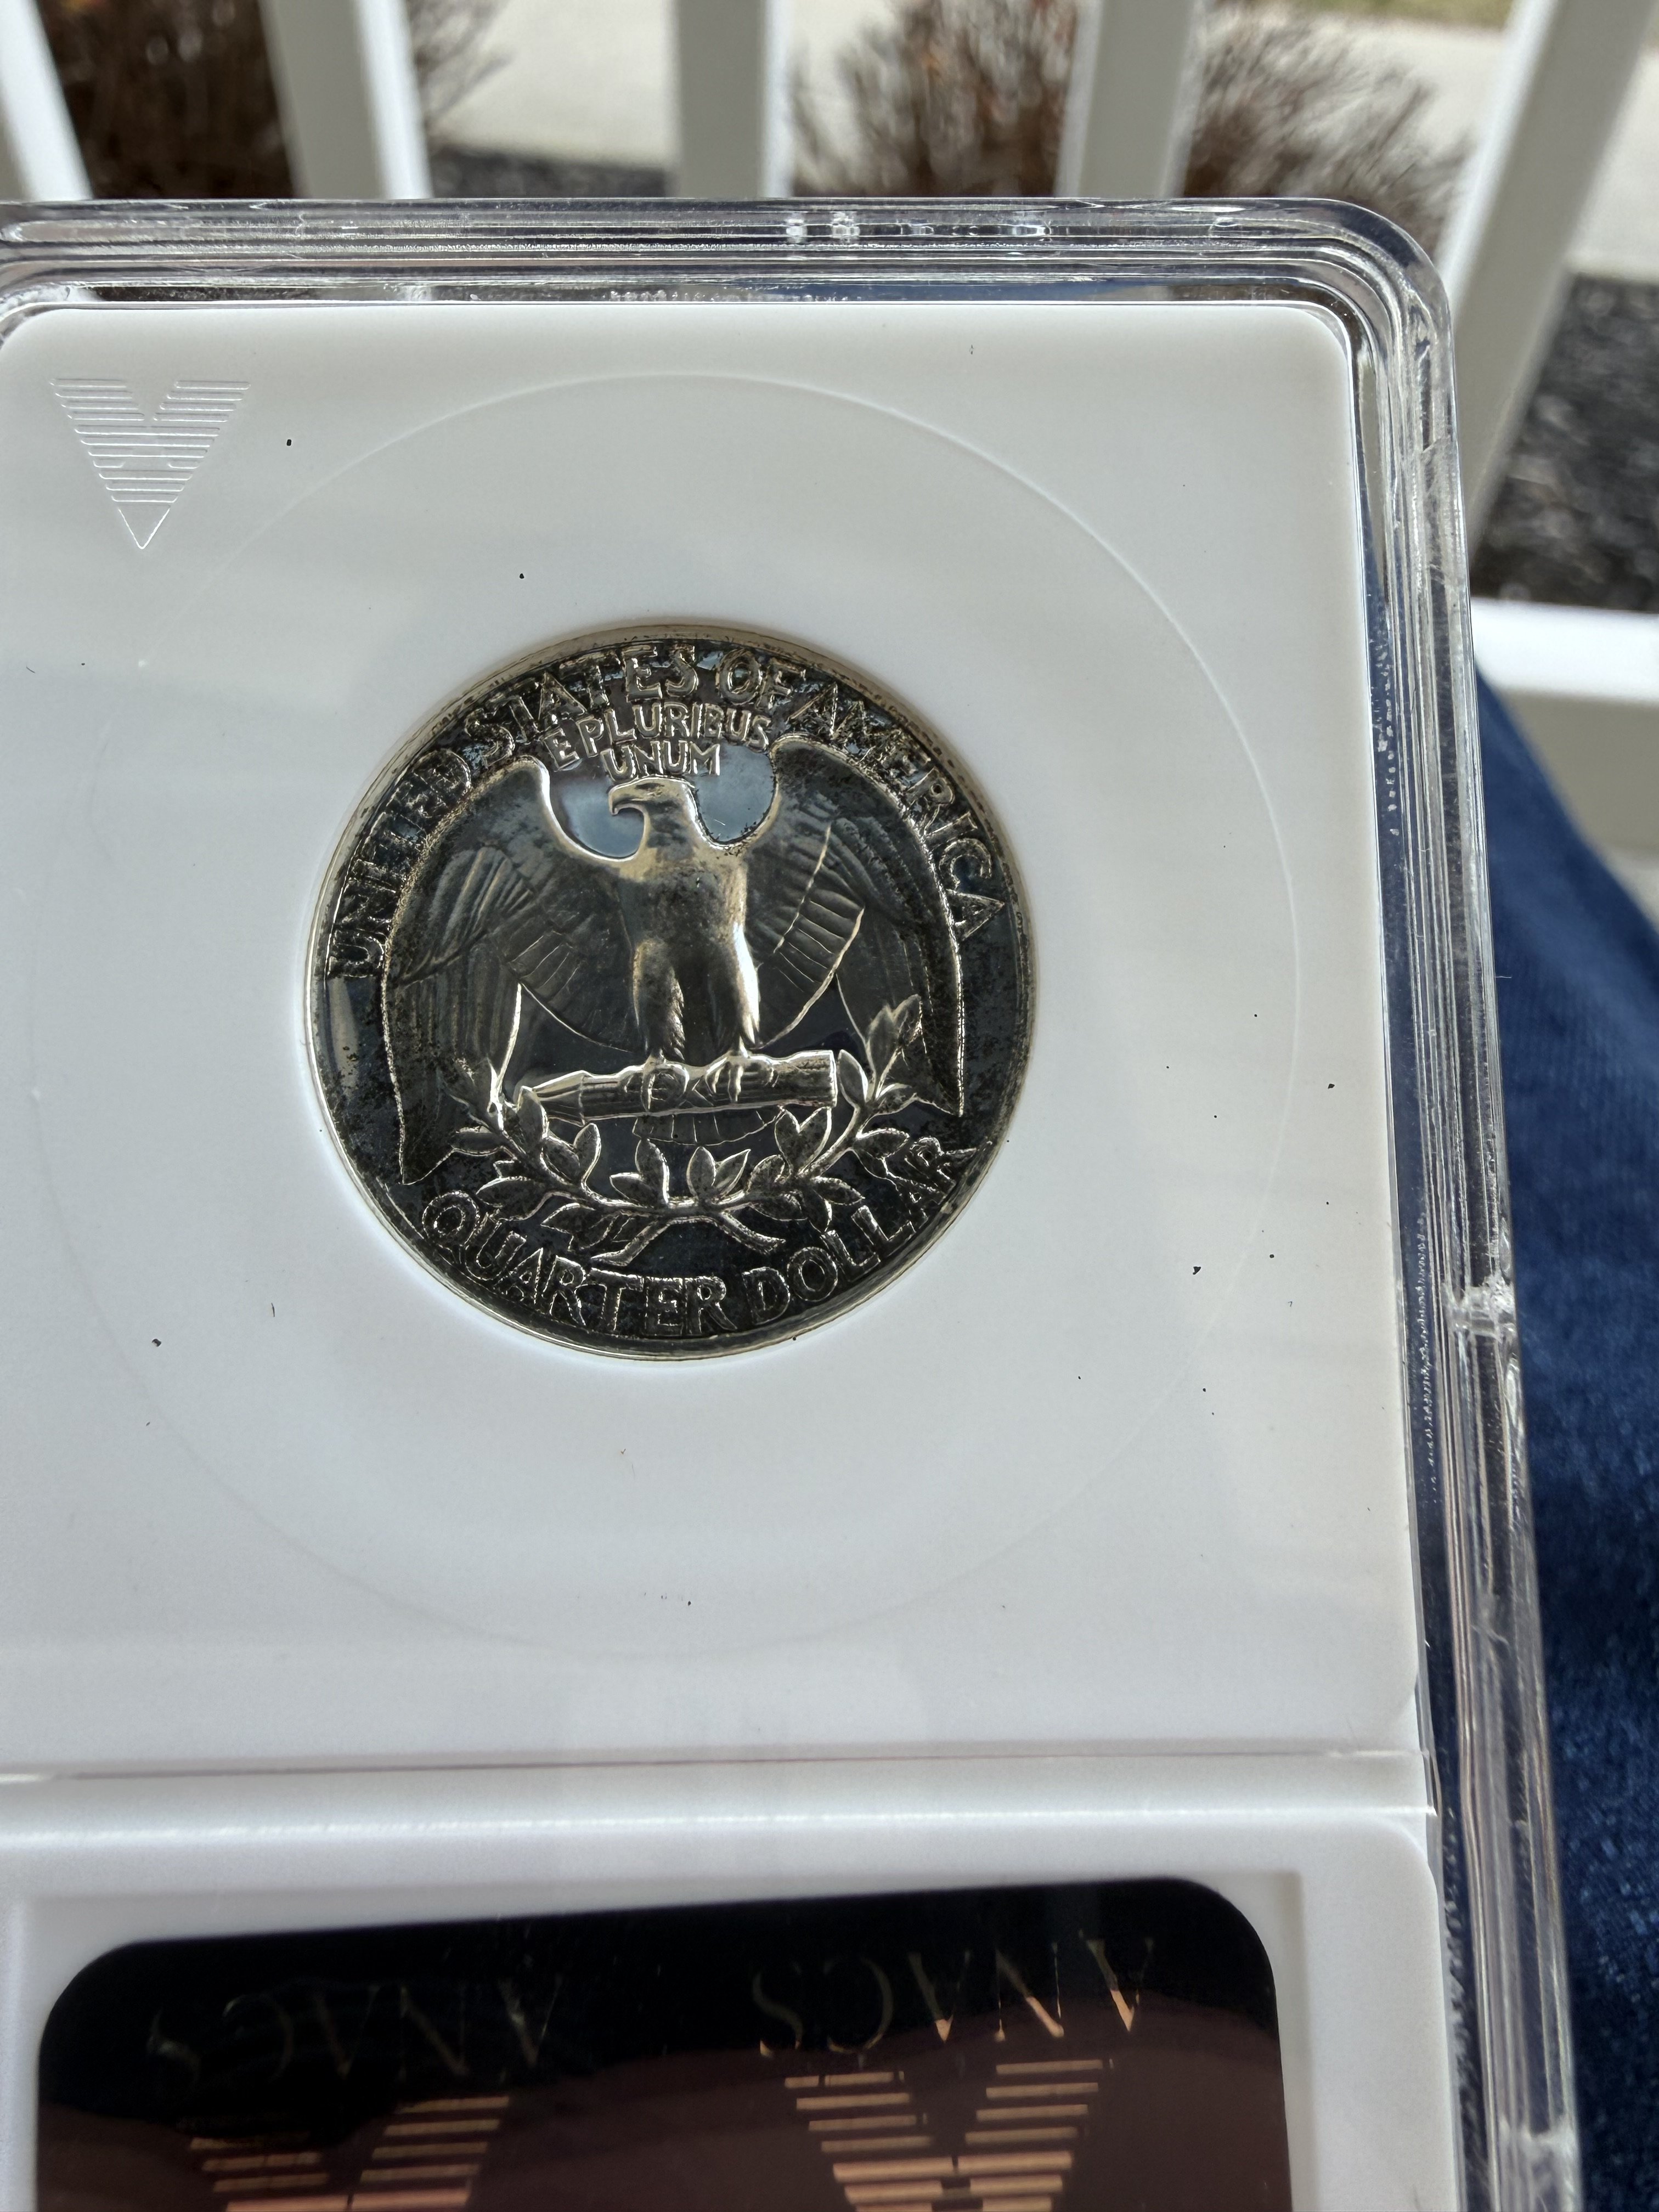 UNITED STATES OF AMERICA
E PLURIBUS
UNUM
QUARTER DOLLAR
ANACS ANACS